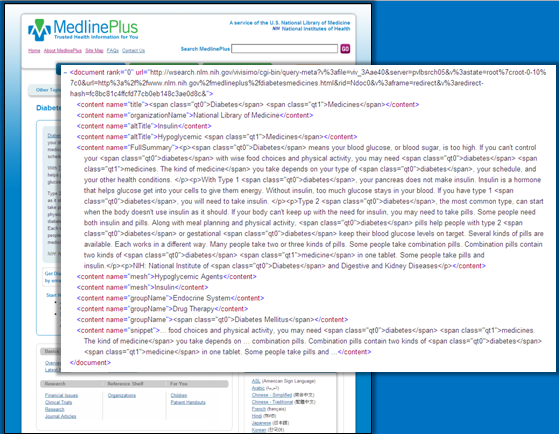 MedlinePlus
Trusted Health Information for You
A service of the U.S. National Library of Medicine
NIH National Institutes of Health
Home About MedlinePlus Site Map FAQs Contact Us
Search MedlinePlus GO
− <document rank="0" url="http://wsearch.nlm.nih.gov/vivisimo/cgi-bin/query-meta?v%3afile=viv_3Aae40&server=pvlbsrch05&v%3astate=root%7croot-0-10%
7c0&url=http%3a%2f%2fwww.nlm.nih.gov%2fmedlineplus%2fdiabetesmedicines.html&rid=Ndoc0&v%3aframe=redirect&v%3aredirect-
hash=fc8bc81c4ffcfd77cb0eb148c3ae0d8c&">
<content name="title"><span class="qt0">Diabetes</span> <span class="qt1">Medicines</span></content>
<content name="organizationName">National Library of Medicine</content>
<content name="altTitle">Insulin</content>
<content name="altTitle">Hypoglycemic <span class="qt1">Medicines</span></content>
<content name="FullSummary"><p><span class="qt0">Diabetes</span> means your blood glucose, or blood sugar, is too high. If you can't control
your <span class="qt0">diabetes</span> with wise food choices and physical activity, you may need <span class="qt0">diabetes</span> <span
class="qt1">medicines. The kind of medicine</span> you take depends on your type of <span class="qt0">diabetes</span>, your schedule, and
your other health conditions. </p><p>With Type 1 <span class="qt0">diabetes</span>, your pancreas does not make insulin. Insulin is a hormone
that helps glucose get into your cells to give them energy. Without insulin, too much glucose stays in your blood. If you have type 1 <span
class="qt0">diabetes</span>, you will need to take insulin. </p><p>Type 2 <span class="qt0">diabetes</span>, the most common type, can start
when the body doesn't use insulin as it should. If your body can't keep up with the need for insulin, you may need to take pills. Some people need
both insulin and pills. Along with meal planning and physical activity, <span class="qt0">diabetes</span> pills help people with type 2 <span
class="qt0">diabetes</span> or gestational <span class="qt0">diabetes</span> keep their blood glucose levels on target. Several kinds of pills are
available. Each works in a different way. Many people take two or three kinds of pills. Some people take combination pills. Combination pills contain
two kinds of <span class="qt0">diabetes</span> <span class="qt1">medicine</span> in one tablet. Some people take pills and
insulin.</p><p>NIH: National Institute of <span class="qt0">Diabetes</span> and Digestive and Kidney Diseases</p></content>
<content name="mesh">Hypoglycemic Agents</content>
<content name="mesh">Insulin</content>
<content name="groupName">Endocrine System</content>
<content name="groupName">Drug Therapy</content>
<content name="groupName"><span class="qt0">Diabetes Mellitus</span></content>
<content name="snippet">... food choices and physical activity, you may need <span class="qt0">diabetes</span> <span class="qt1">medicines.
The kind of medicine</span> you take depends on ... combination pills. Combination pills contain two kinds of <span class="qt0">diabetes</span>
<span class="qt1">medicine</span> in one tablet. Some people take pills and ...</content>
</document>
Other Topi
Diabet
Get Di
by ema
Start H
Basic
Overvie
Latest
Research Reference Shelf For You
Financial Issues Organizations Children
Clinical Trials Patient Handouts
Research
Journal Articles
ASL (American Sign Language)
Arabic
Chinese - Simplified (简体中文)
Chinese - Traditional (繁體中文)
French (français)
Hindi
Japanese (日本語)
Korean (한국어)